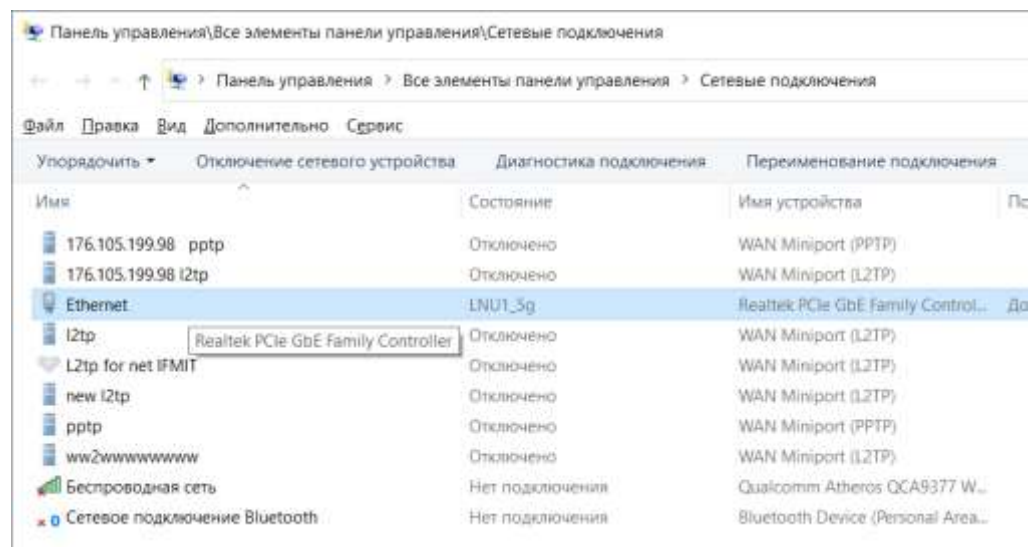 Панель управления\Все элементы панели управления\Сетевые подключения
Панель управления > Все элементы панели управления > Сетевые подключения
Файл Правка Вид Дополнительно Сервис
Упорядочить Отключение сетевого устройства Диагностика подключения Переименование подключения
Имя Состояние Имя устройства По
176.105.199.98 pptp Отключено WAN Miniport (PPTP)
176.105.199.98 l2tp Отключено WAN Miniport (L2TP)
Ethernet LNU1_5g Realtek PCIe GbE Family Control... До
l2tp Отключено WAN Miniport (L2TP)
Realtek PCIe GbE Family Controller
L2tp for net IFMIT Отключено WAN Miniport (L2TP)
new l2tp Отключено WAN Miniport (L2TP)
pptp Отключено WAN Miniport (PPTP)
ww2wwwwwwww Отключено WAN Miniport (L2TP)
Беспроводная сеть Нет подключения Qualcomm Atheros QCA9377 W...
Сетевое подключение Bluetooth Нет подключения Bluetooth Device (Personal Area...